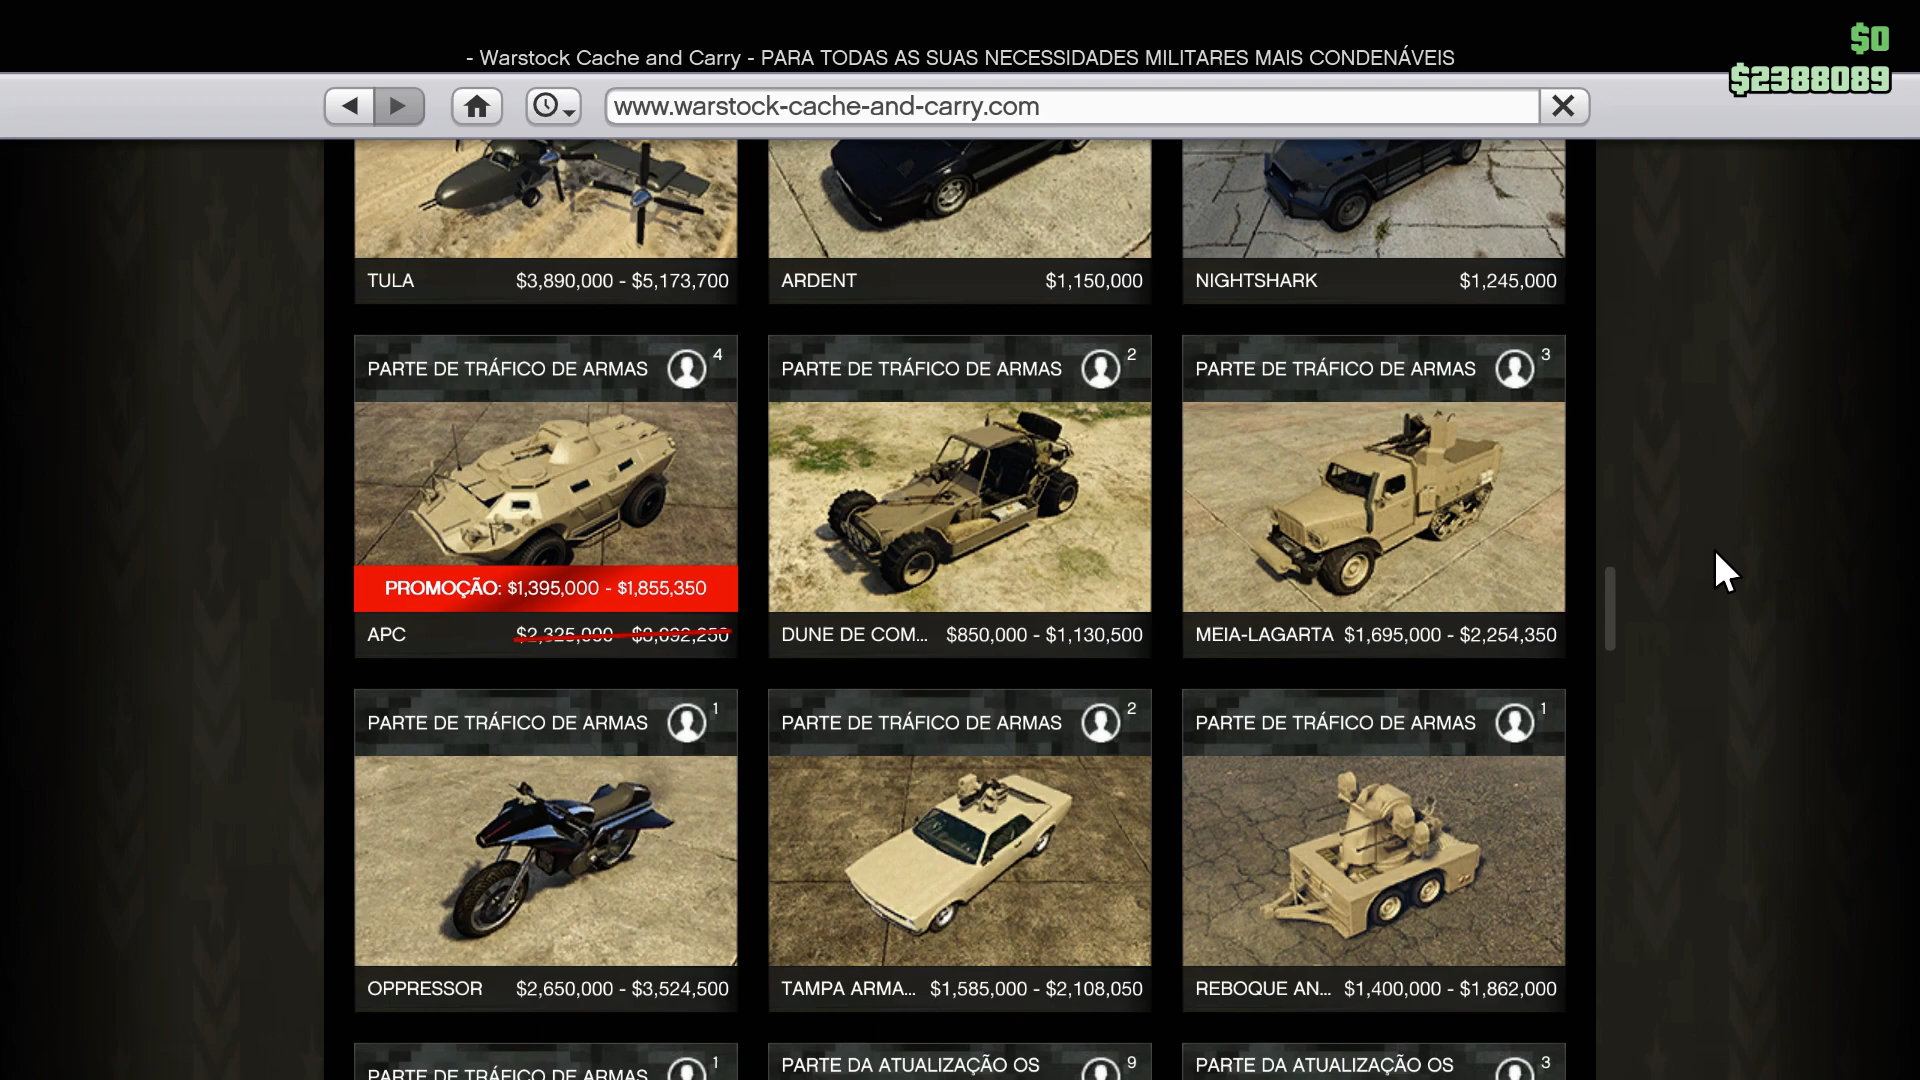 - Warstock Cache and Carry - PARA TODAS AS SUAS NECESSIDADES MILITARES MAIS CONDENÁVEIS
$0
$2388089
www.warstock-cache-and-carry.com
TULA $3,890,000 - $5,173,700
ARDENT $1,150,000
NIGHTSHARK $1,245,000
PARTE DE TRÁFICO DE ARMAS 4
PARTE DE TRÁFICO DE ARMAS 2
PARTE DE TRÁFICO DE ARMAS 3
PROMOÇÃO: $1,395,000 - $1,855,350
APC $2,325,000 - $3,092,250
DUNE DE COM... $850,000 - $1,130,500
MEIA-LAGARTA $1,695,000 - $2,254,350
PARTE DE TRÁFICO DE ARMAS 1
PARTE DE TRÁFICO DE ARMAS 2
PARTE DE TRÁFICO DE ARMAS 1
OPPRESSOR $2,650,000 - $3,524,500
TAMPA ARMA... $1,585,000 - $2,108,050
REBOQUE AN... $1,400,000 - $1,862,000
PARTE DE TRÁFICO DE ARMAS 1
PARTE DA ATUALIZAÇÃO OS 9
PARTE DA ATUALIZAÇÃO OS 3